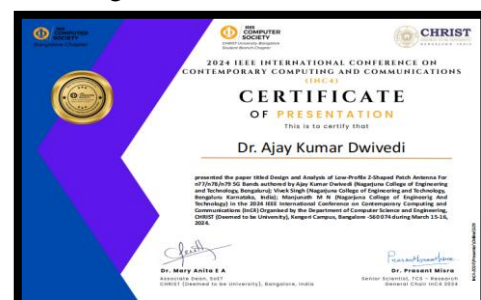 IEEE
COMPUTER
SOCIETY
Bangalore Chapter
IEEE
COMPUTER
SOCIETY
CHRIST University Bangalore
Student Branch Chapter
CHRIST
BANGALORE INDIA
2024 IEEE INTERNATIONAL CONFERENCE ON
CONTEMPORARY COMPUTING AND COMMUNICATIONS
(INC4)
CERTIFICATE
OF PRESENTATION
This is to certify that
Dr. Ajay Kumar Dwivedi
presented the paper titled Design and Analysis of Low-Profile Z-Shaped Patch Antenna For
n77/n78/n79 5G Bands authored by Ajay Kumar Dwivedi (Nagarjuna College of Engineering
and Technology, Bengaluru); Vivek Singh (Nagarjuna College of Engineering and Technology,
Bengaluru Karnataka, India); Manjunath M N (Nagarjuna College of Engineering And
Technology) in the 2024 IEEE International Conference on Contemporary Computing and
Communications (InC4) Organised by the Department of Computer Science and Engineering,
CHRIST (Deemed to be University), Kengeri Campus, Bangalore -560 074 during March 15-16,
2024.
Dr. Mary Anita E A
Associate Dean, SoET
CHRIST (Deemed to be University), Bangalore, India
Dr. Prasant Misra
Senior Scientist, TCS - Research
General Chair InC4 2024